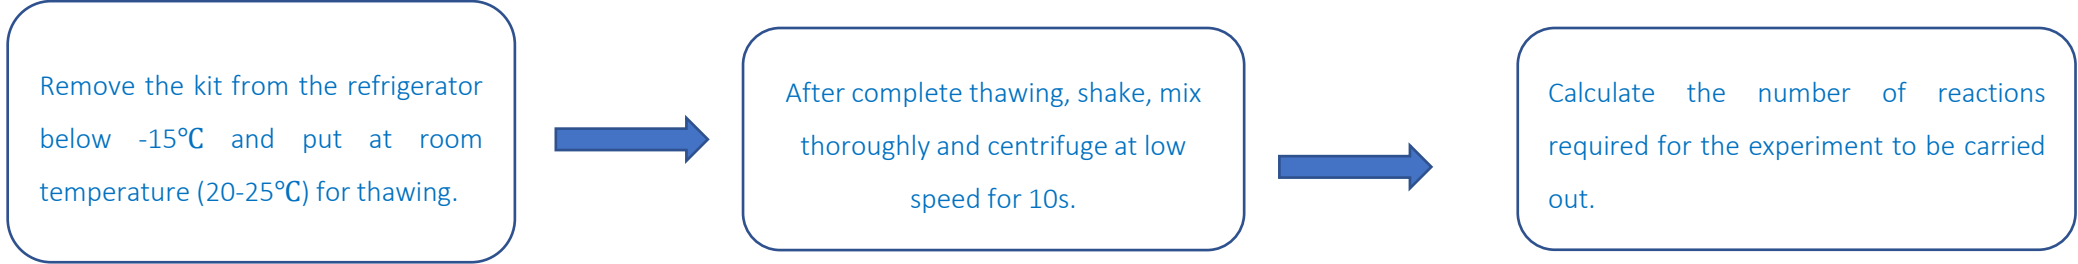 Remove the kit from the refrigerator
below -15℃ and put at room
temperature (20-25℃) for thawing.
After complete thawing, shake, mix
thoroughly and centrifuge at low
speed for 10s.
Calculate the number of reactions
required for the experiment to be carried
out.